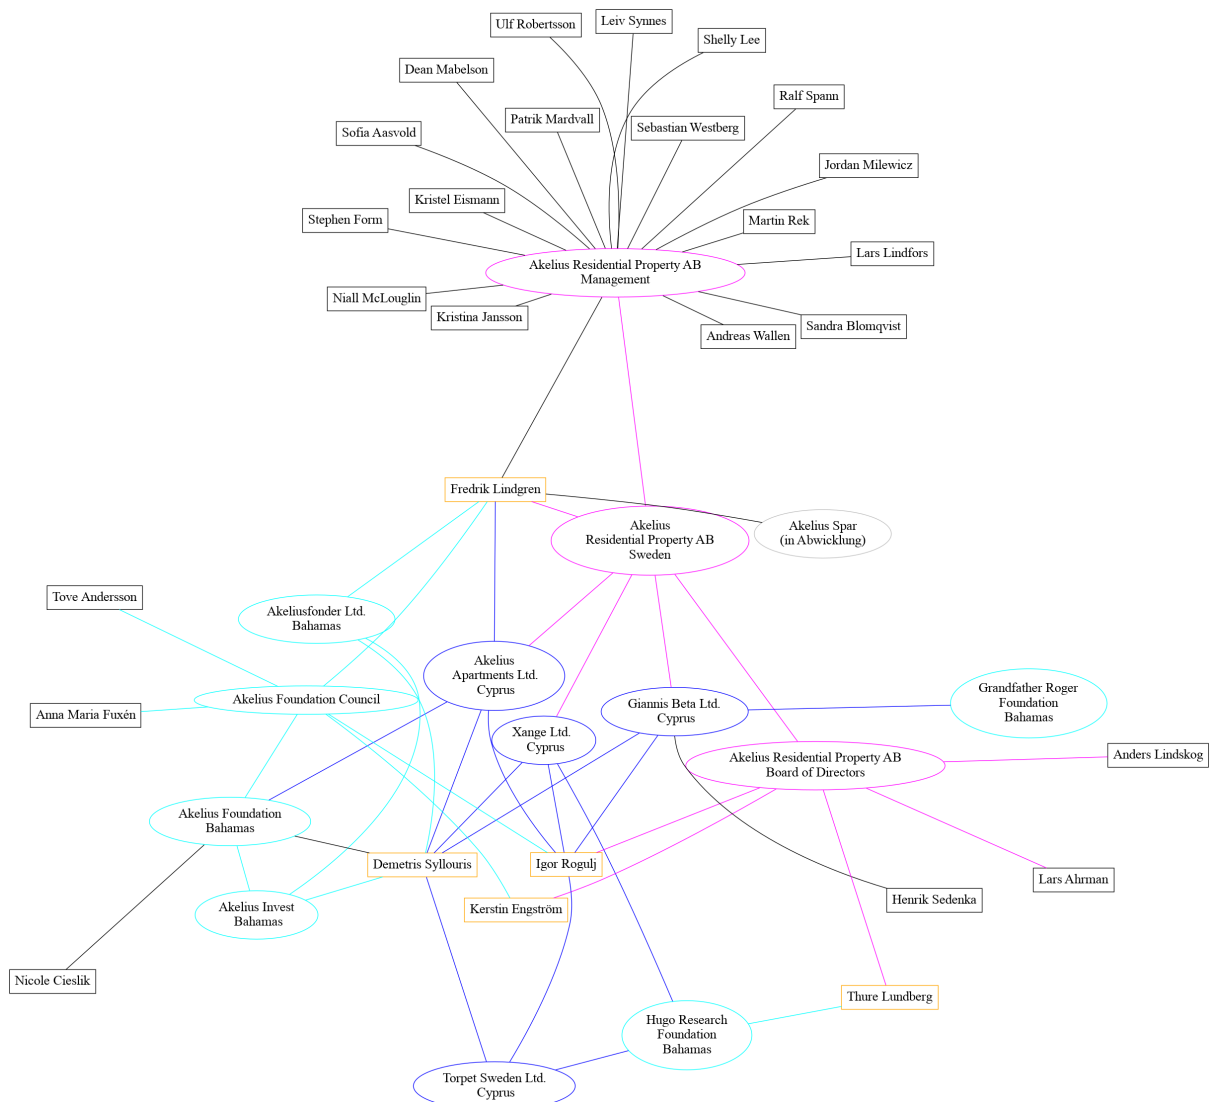 Ulf Robertsson
Leiv Synnes
Shelly Lee
Dean Mabelson
Ralf Spann
Patrik Mardvall
Sebastian Westberg
Sofia Aasvold
Jordan Milewicz
Kristel Eismann
Stephen Form
Martin Rek
Lars Lindfors
Akelius Residential Property AB
Management
Niall McLouglin
Kristina Jansson
Sandra Blomqvist
Andreas Wallen
Fredrik Lindgren
Akelius
Residential Property AB
Sweden
Akelius Spar
(in Abwicklung)
Tove Andersson
Akeliusfonder Ltd.
Bahamas
Akelius
Apartments Ltd.
Cyprus
Akelius Foundation Council
Anna Maria Fuxén
Giannis Beta Ltd.
Cyprus
Grandfather Roger
Foundation
Bahamas
Xange Ltd.
Cyprus
Akelius Residential Property AB
Board of Directors
Anders Lindskog
Akelius Foundation
Bahamas
Demetris Syllouris
Igor Rogulj
Lars Ahrman
Henrik Sedenka
Kerstin Engström
Akelius Invest
Bahamas
Nicole Cieslik
Thure Lundberg
Hugo Research
Foundation
Bahamas
Torpet Sweden Ltd.
Cyprus